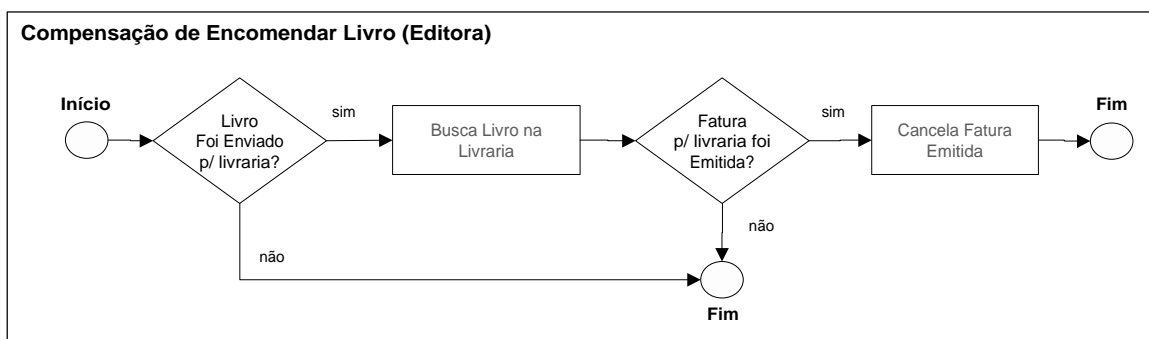 Compensação de Encomendar Livro (Editora)
Início
Livro
Foi Enviado
p/ livraria?
sim
Busca Livro na
Livraria
Fatura
p/ livraria foi
Emitida?
sim
Cancela Fatura
Emitida
Fim
não
não
Fim